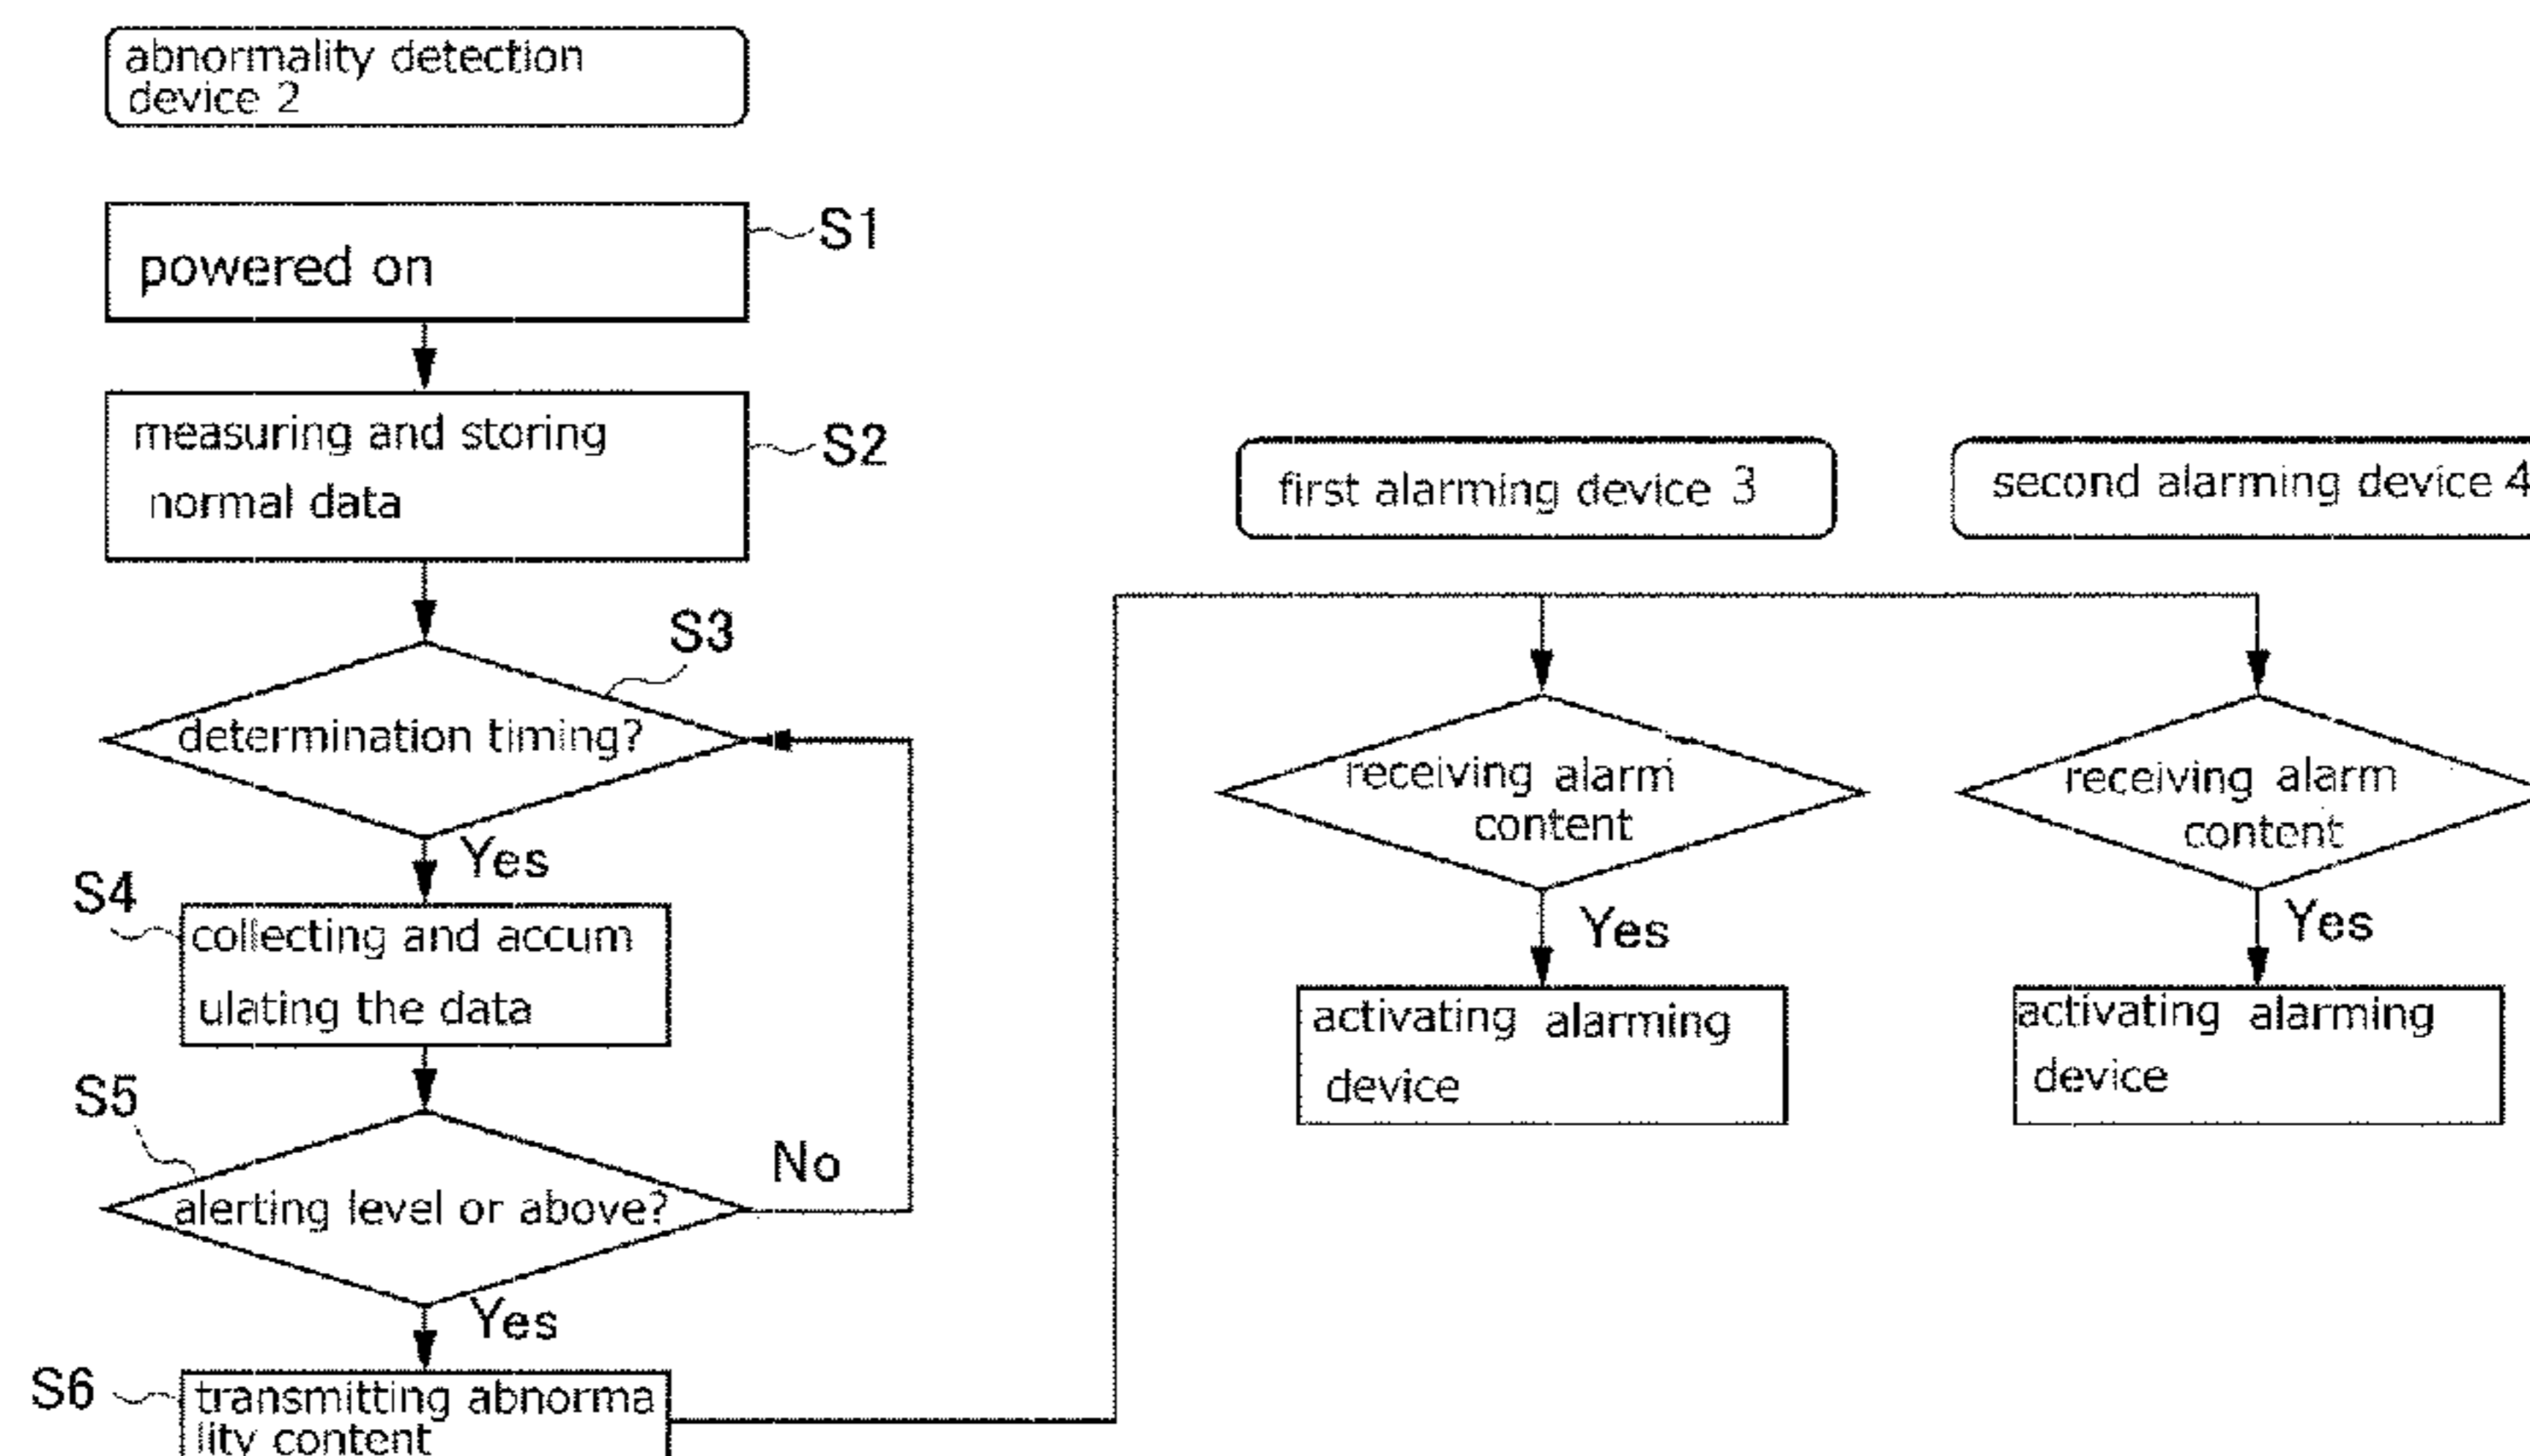 abnormality detection
device 2
powered on
S1
measuring and storing
normal data
S2
S3
determination timing?
Yes
S4
collecting and accum
ulating the data
S5
alerting level or above?
No
Yes
S6
transmitting abnorma
lity content
first alarming device 3
receiving alarm
content
Yes
activating alarming
device
second alarming device 4
receiving alarm
content
Yes
activating alarming
device